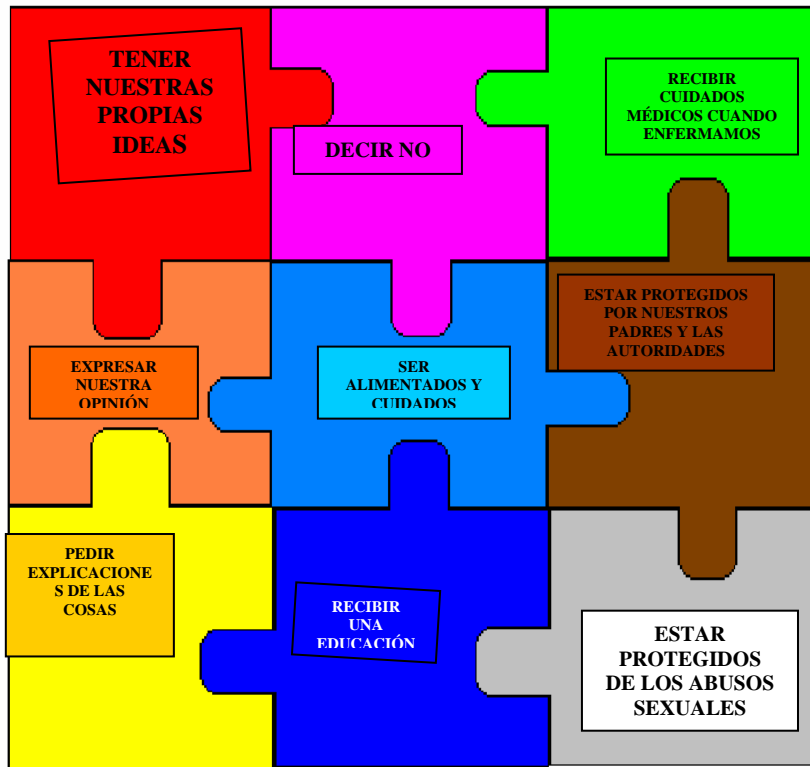 TENER
NUESTRAS
PROPIAS
IDEAS
DECIR NO
RECIBIR
CUIDADOS
MÉDICOS CUANDO
ENFERMAMOS
EXPRESAR
NUESTRA
OPINIÓN
SER
ALIMENTADOS Y
CUIDADOS
ESTAR PROTEGIDOS
POR NUESTROS
PADRES Y LAS
AUTORIDADES
PEDIR
EXPLICACIONE
S DE LAS
COSAS
RECIBIR
UNA
EDUCACIÓN
ESTAR
PROTEGIDOS
DE LOS ABUSOS
SEXUALES